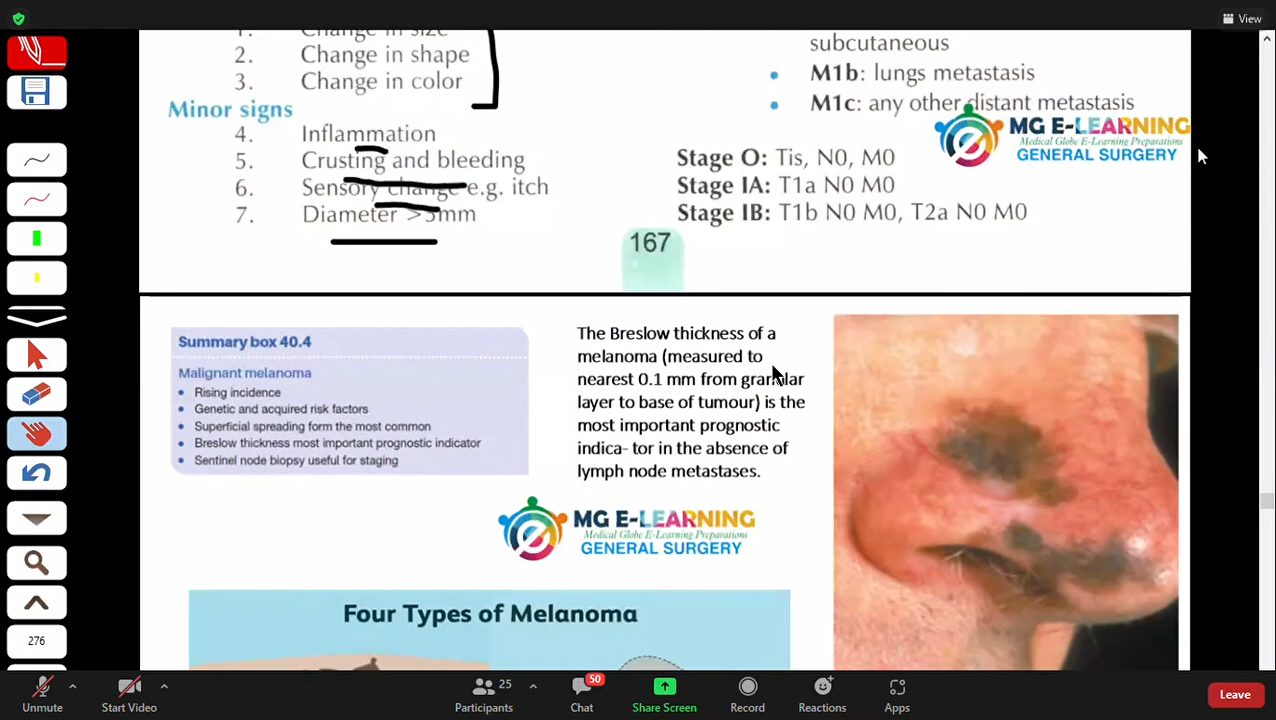 View
1. Change in size
2. Change in shape
3. Change in color
Minor signs
4. Inflammation
5. Crusting and bleeding
6. Sensory change e.g. itch
7. Diameter >5mm
subcutaneous
• M1b: lungs metastasis
• M1c: any other distant metastasis
MG E-LEARNING
Medical Globe E-Learning Preparations
GENERAL SURGERY
Stage O: Tis, N0, M0
Stage IA: T1a N0 M0
Stage IB: T1b N0 M0, T2a N0 M0
167
Summary box 40.4
Malignant melanoma
• Rising incidence
• Genetic and acquired risk factors
• Superficial spreading form the most common
• Breslow thickness most important prognostic indicator
• Sentinel node biopsy useful for staging
The Breslow thickness of a
melanoma (measured to
nearest 0.1 mm from granular
layer to base of tumour) is the
most important prognostic
indica- tor in the absence of
lymph node metastases.
MG E-LEARNING
Medical Globe E-Learning Preparations
GENERAL SURGERY
Four Types of Melanoma
276
Unmute
Start Video
25
Participants
50
Chat
Share Screen
Record
Reactions
Apps
Leave